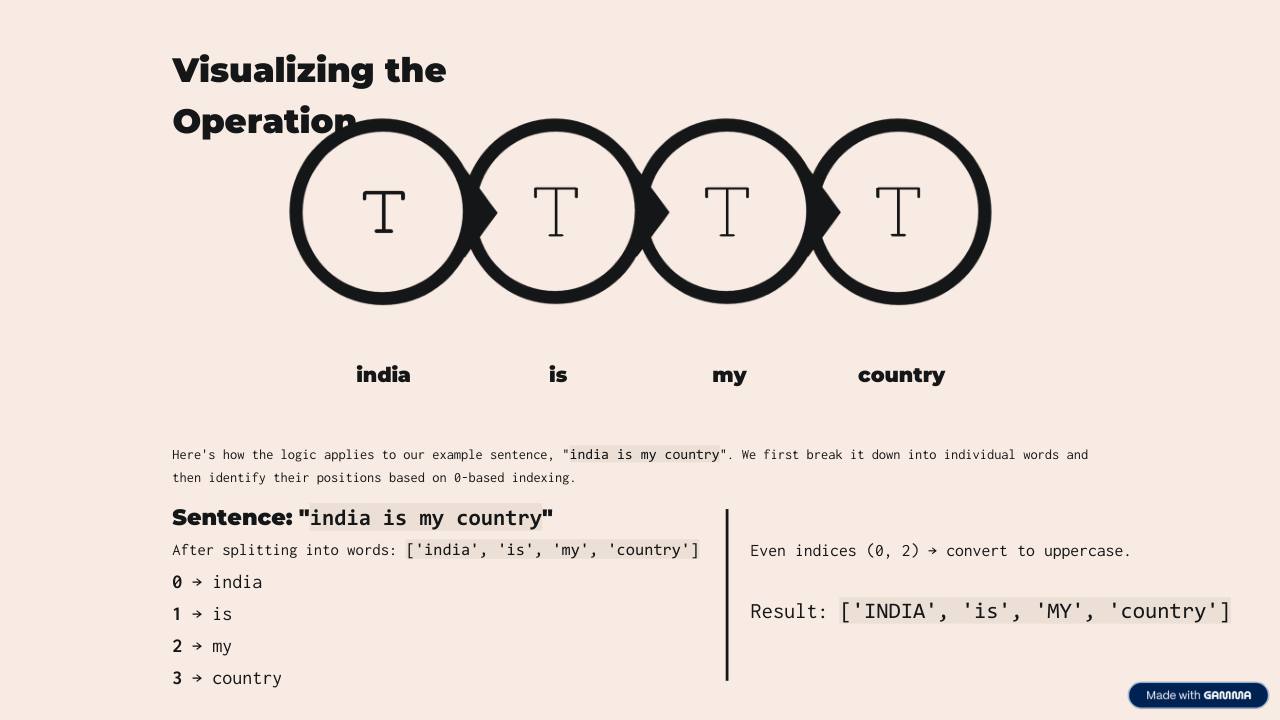 Visualizing the
Operation
T T T T
india is my country
Here's how the logic applies to our example sentence, "india is my country". We first break it down into individual words and
then identify their positions based on 0-based indexing.
Sentence: "india is my country"
After splitting into words: ['india', 'is', 'my', 'country']
0 → india
1 → is
2 → my
3 → country
Even indices (0, 2) → convert to uppercase.
Result: ['INDIA', 'is', 'MY', 'country']
Made with GAMMA